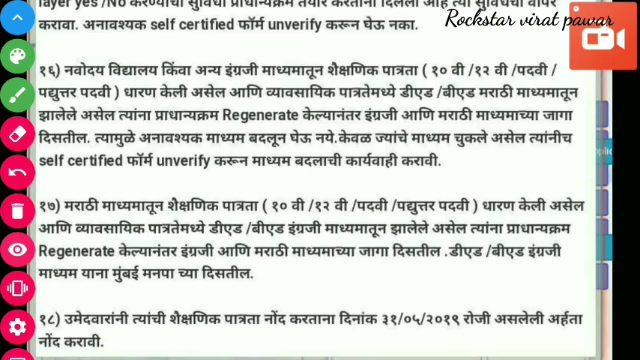 layer yes /No करण्याची सुविधा प्राधान्यक्रम तयार करताना दिलेली आहे त्या सुविधेचा वापर
करावा. अनावश्यक self certified फॉर्म unverify करून घेऊ नका.
Rockstar virat pawar
१६) नवोदय विद्यालय किंवा अन्य इंग्रजी माध्यमातून शैक्षणिक पात्रता ( १० वी /१२ वी /पदवी /
पद्युत्तर पदवी ) धारण केली असेल आणि व्यावसायिक पात्रतेमध्ये डीएड /बीएड मराठी माध्यमातून
झालेले असेल त्यांना प्राधान्यक्रम Regenerate केल्यानंतर इंग्रजी आणि मराठी माध्यमाच्या जागा
दिसतील. त्यामुळे अनावश्यक माध्यम बदलून घेऊ नये.केवळ ज्यांचे माध्यम चुकले असेल त्यांनीच
self certified फॉर्म unverify करून माध्यम बदलाची कार्यवाही करावी.
१७) मराठी माध्यमातून शैक्षणिक पात्रता ( १० वी /१२ वी /पदवी /पद्युत्तर पदवी ) धारण केली असेल
आणि व्यावसायिक पात्रतेमध्ये डीएड /बीएड इंग्रजी माध्यमातून झालेले असेल त्यांना प्राधान्यक्रम
Regenerate केल्यानंतर इंग्रजी आणि मराठी माध्यमाच्या जागा दिसतील .डीएड /बीएड इंग्रजी
माध्यम याना मुंबई मनपा च्या दिसतील.
१८) उमेदवारांनी त्यांची शैक्षणिक पात्रता नोंद करताना दिनांक ३१/०५/२०१९ रोजी असलेली अर्हता
नोंद करावी.